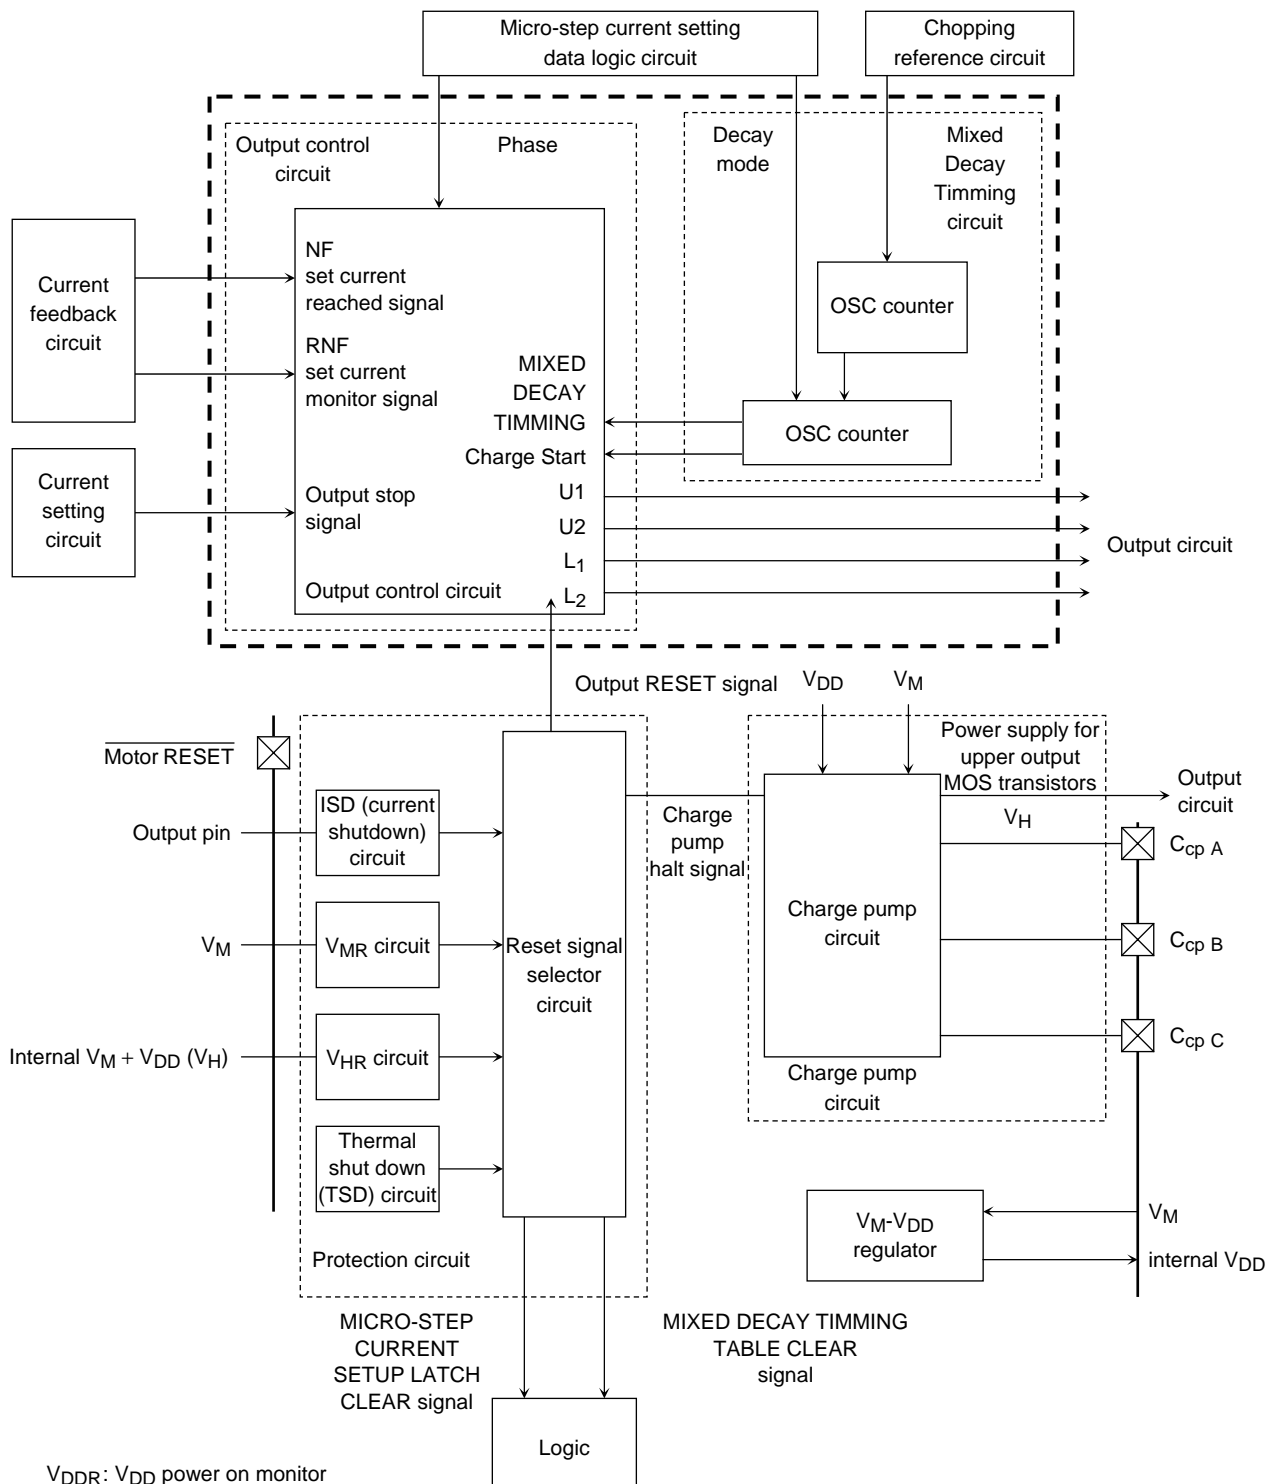 Micro-step current setting
data logic circuit
Chopping
reference circuit
Output control
circuit
Phase
Decay
mode
Mixed
Decay
Timming
circuit
Current
feedback
circuit
NF
set current
reached signal
RNF
set current
monitor signal
MIXED
DECAY
TIMMING
Charge Start
OSC counter
OSC counter
Current
setting
circuit
Output stop
signal
U1
U2
L1
L2
Output control circuit
Output circuit
Output RESET signal
VDD
VM
Motor RESET
Output pin
ISD (current
shutdown)
circuit
VM
VMR circuit
Internal VM + VDD (VH)
VHR circuit
Thermal
shut down
(TSD) circuit
Reset signal
selector
circuit
Protection circuit
Charge
pump
halt signal
Power supply for
upper output
MOS transistors
VH
Charge pump
circuit
Charge pump
circuit
Output
circuit
Ccp A
Ccp B
Ccp C
VM-VDD
regulator
VM
internal VDD
MICRO-STEP
CURRENT
SETUP LATCH
CLEAR signal
MIXED DECAY TIMMING
TABLE CLEAR
signal
Logic
VDDR: VDD power on monitor